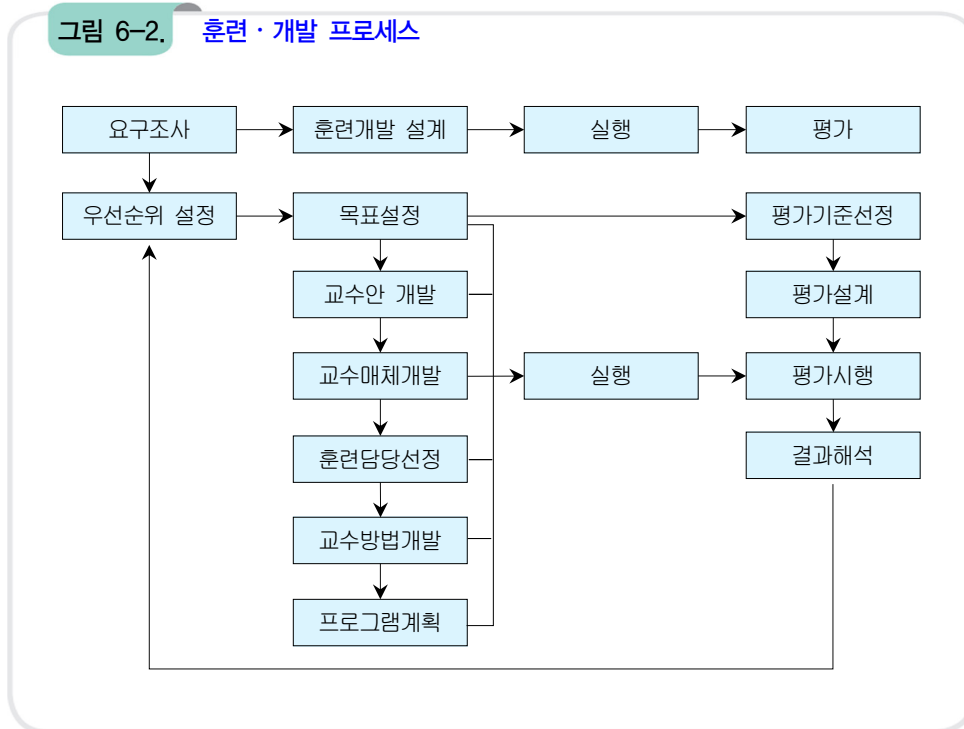 그림 6-2. 훈련 · 개발 프로세스
요구조사 훈련개발 설계 실행 평가
우선순위 설정 목표설정 평가기준선정
교수안 개발 평가설계
교수매체개발 실행 평가시행
훈련담당선정 결과해석
교수방법개발
프로그램계획